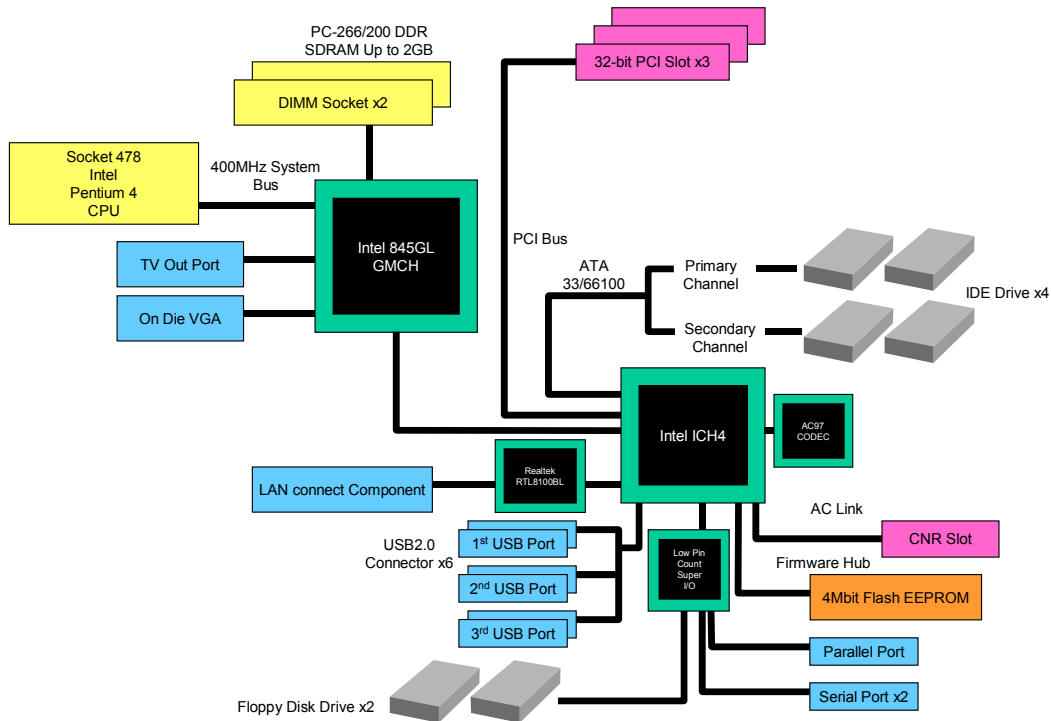 PC-266/200 DDR
SDRAM Up to 2GB
DIMM Socket x2
32-bit PCI Slot x3
Socket 478
Intel
Pentium 4
CPU
400MHz System
Bus
Intel 845GL
GMCH
TV Out Port
On Die VGA
PCI Bus
ATA
33/66100
Primary
Channel
Secondary
Channel
IDE Drive x4
Intel ICH4
AC97
CODEC
Realtek
RTL8100BL
LAN connect Component
AC Link
CNR Slot
USB2.0
Connector x6
1st USB Port
2nd USB Port
3rd USB Port
Low Pin
Count
Super
I/O
Firmware Hub
4Mbit Flash EEPROM
Parallel Port
Serial Port x2
Floppy Disk Drive x2